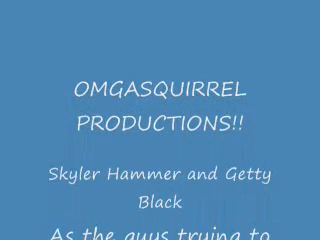 OMGASQUIRREL
PRODUCTIONS!!
Skyler Hammer and Getty
Black
As the guys trying to